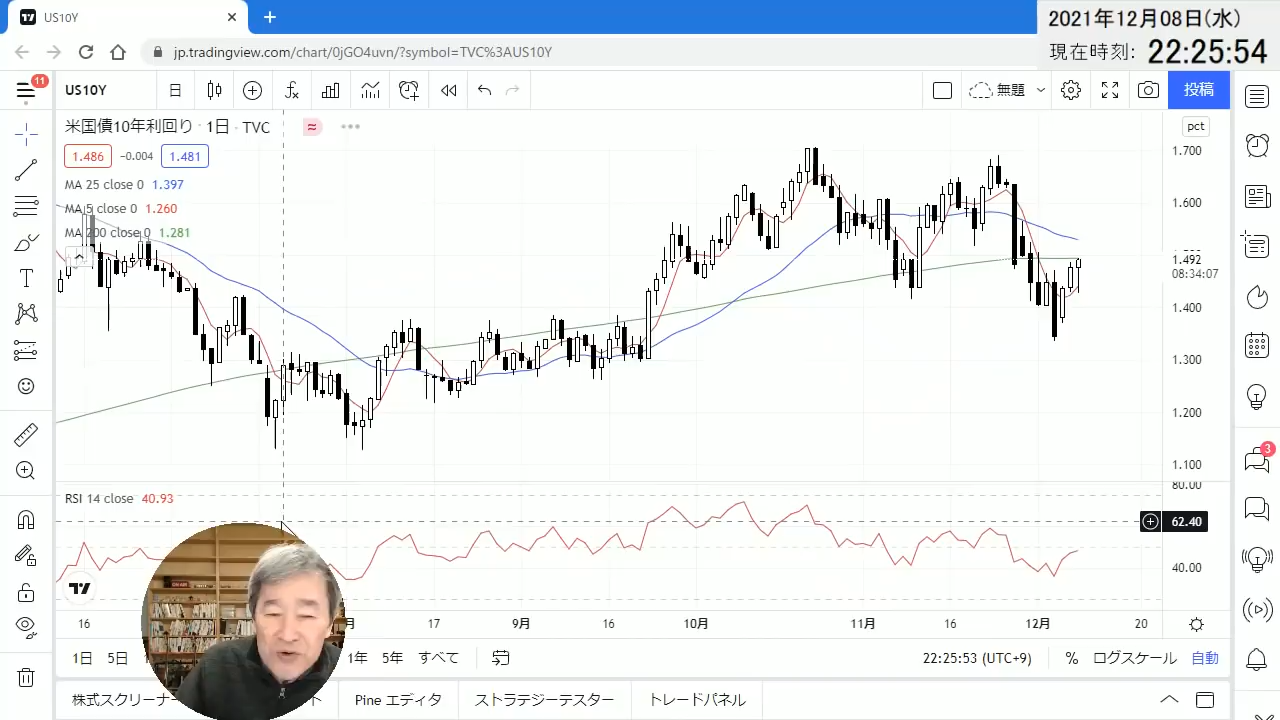 US10Y
2021年12月08日(水)
現在時刻: 22:25:54
jp.tradingview.com/chart/0jGO4uvn/?symbol=TVC%3AUS10Y
11
US10Y
日
無題
投稿
米国債10年利回り · 1日 · TVC
pct
1.486
−0.004
1.481
MA 25 close 0 1.397
MA 5 close 0 1.260
MA 200 close 0 1.281
1.700
1.600
1.492
08:34:07
1.400
1.300
1.200
1.100
RSI 14 close 40.93
80.00
62.40
40.00
ON AIR
16
月
17
9月
16
10月
11月
16
12月
20
1日
5日
1年
5年
すべて
22:25:53 (UTC+9)
%
ログスケール
自動
株式スクリーナー
ト
Pine エディタ
ストラテジーテスター
トレードパネル
3